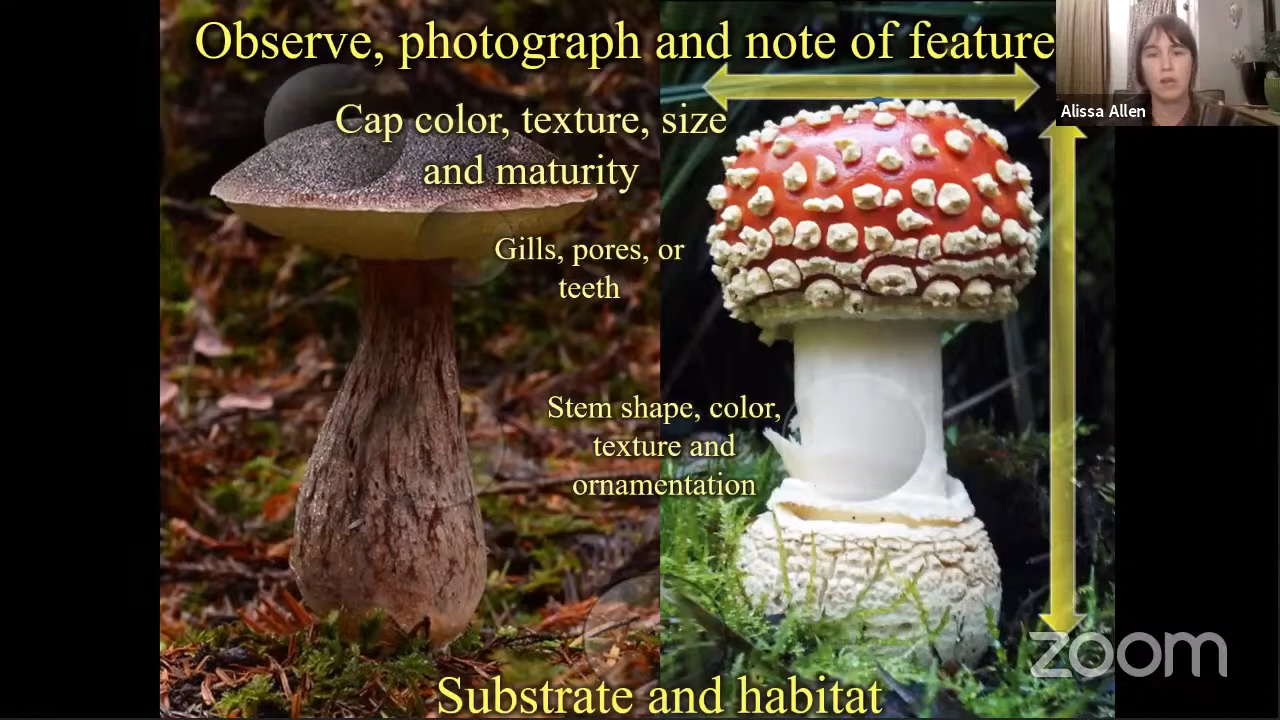 Observe, photograph and note of feature
Alissa Allen
Cap color, texture, size
and maturity
Gills, pores, or
teeth
Stem shape, color,
texture and
ornamentation
zoom
Substrate and habitat